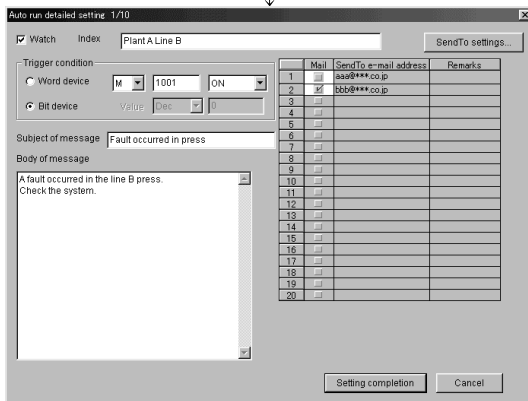 Auto run detailed setting 1/10
Watch Index Plant A Line B SendTo settings...
Trigger condition
Word device M 1001 ON
Bit device Value Dec 0
Subject of message Fault occurred in press
Body of message
A fault occurred in the line B press.
Check the system.
Mail SendTo e-mail address Remarks
1 aaa@***.co.jp
2 bbb@***.co.jp
3
4
5
6
7
8
9
10
11
12
13
14
15
16
17
18
19
20
Setting completion Cancel